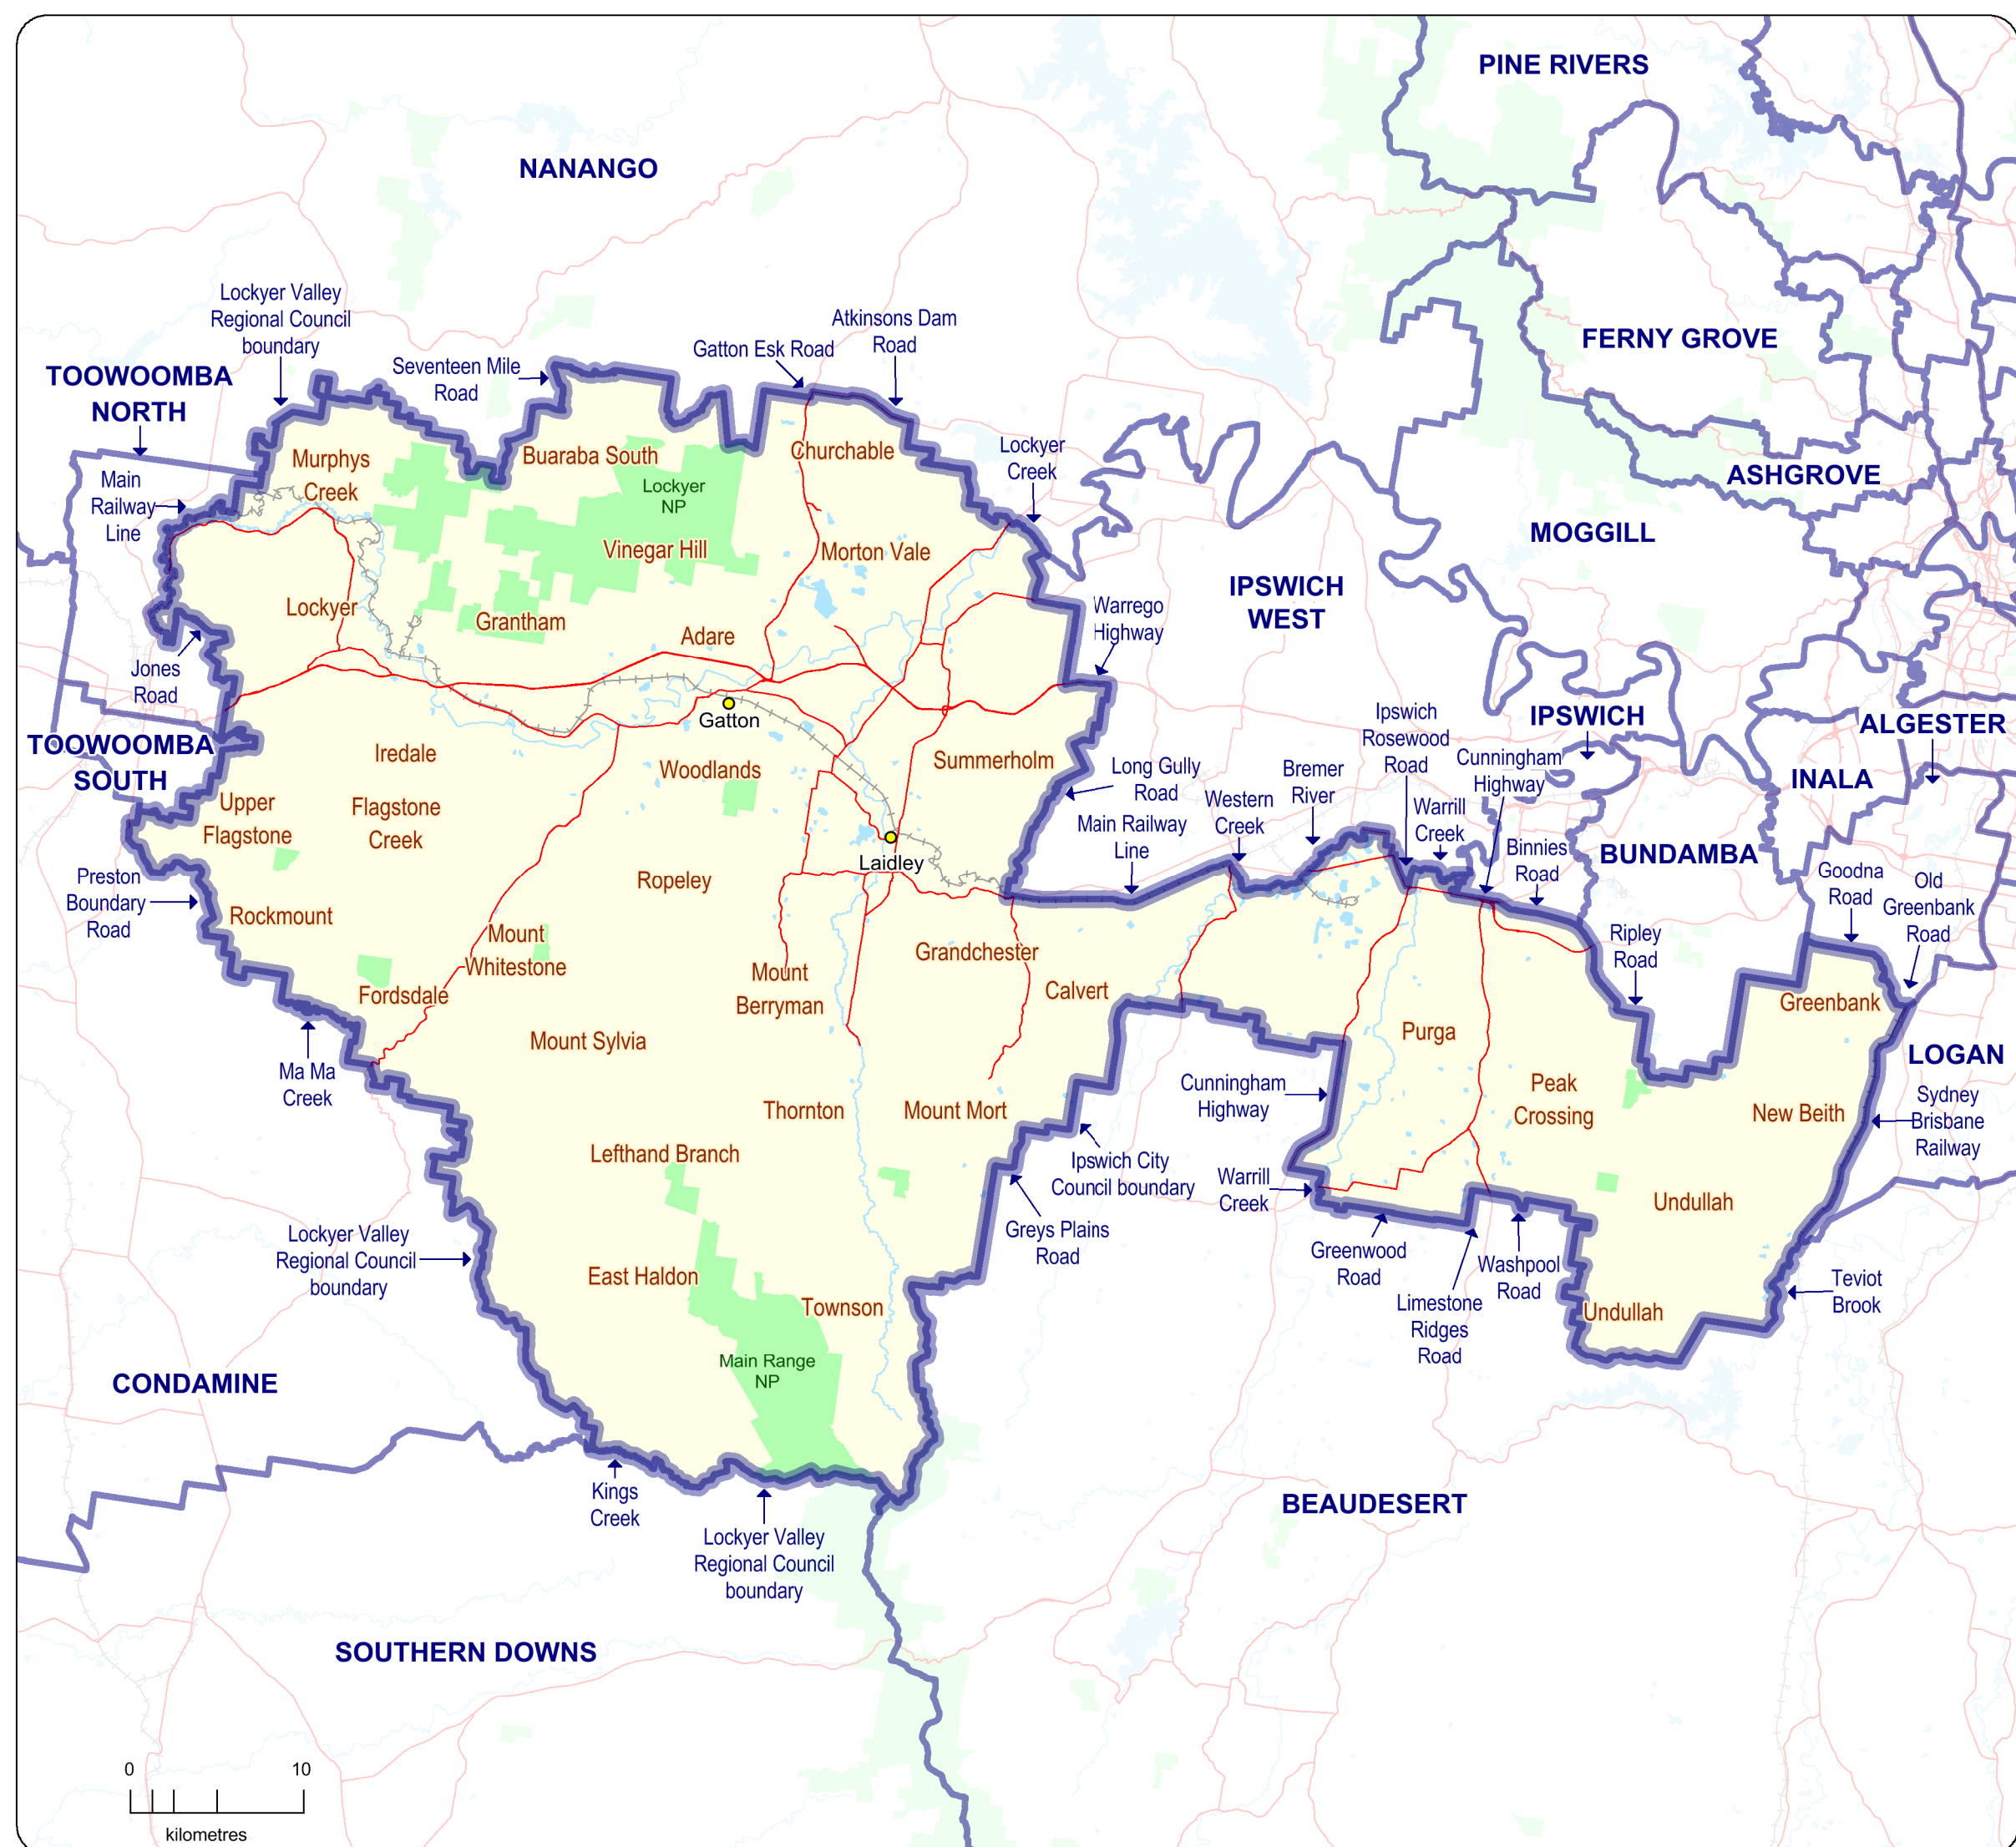 PINE RIVERS
NANANGO
Lockyer Valley
Regional Council
boundary
Atkinsons Dam
Road
Gatton Esk Road
FERNY GROVE
Seventeen Mile
Road
TOOWOOMBA
NORTH
Murphys
Creek
Buaraba South
Churchable
Lockyer
Creek
ASHGROVE
Main
Railway
Line
Lockyer
NP
MOGGILL
Vinegar Hill
Morton Vale
IPSWICH
WEST
Lockyer
Grantham
Adare
Warrego
Highway
Jones
Road
Gatton
Ipswich
Rosewood
Road
IPSWICH
ALGESTER
TOOWOOMBA
SOUTH
Iredale
Woodlands
Summerholm
Long Gully
Road
Bremer
River
Cunningham
Highway
INALA
Upper
Flagstone
Flagstone
Creek
Western
Creek
Warrill
Creek
Main Railway
Line
Binnies
Road
BUNDAMBA
Laidley
Goodna
Road
Old
Greenbank
Road
Preston
Boundary
Road
Ropeley
Rockmount
Mount
Whitestone
Grandchester
Ripley
Road
Fordsdale
Mount
Berryman
Calvert
Greenbank
Mount Sylvia
Purga
LOGAN
Ma Ma
Creek
Cunningham
Highway
Peak
Crossing
New Beith
Sydney
Brisbane
Railway
Thornton
Mount Mort
Lefthand Branch
Ipswich City
Council boundary
Warrill
Creek
Undullah
Lockyer Valley
Regional Council
boundary
Greys Plains
Road
Greenwood
Road
Washpool
Road
East Haldon
Townson
Limestone
Ridges
Road
Undullah
Teviot
Brook
Main Range
NP
CONDAMINE
Kings
Creek
BEAUDESERT
Lockyer Valley
Regional Council
boundary
SOUTHERN DOWNS
0 10
kilometres